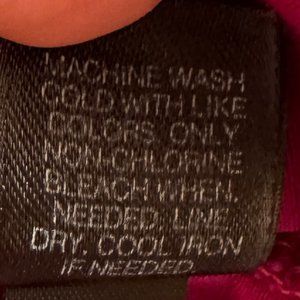 MACHINE WASH
COLD WITH LIKE
COLORS. ONLY
NON-CHLORINE
BLEACH WHEN
NEEDED. LINE
DRY. COOL IRON
IF NEEDED.